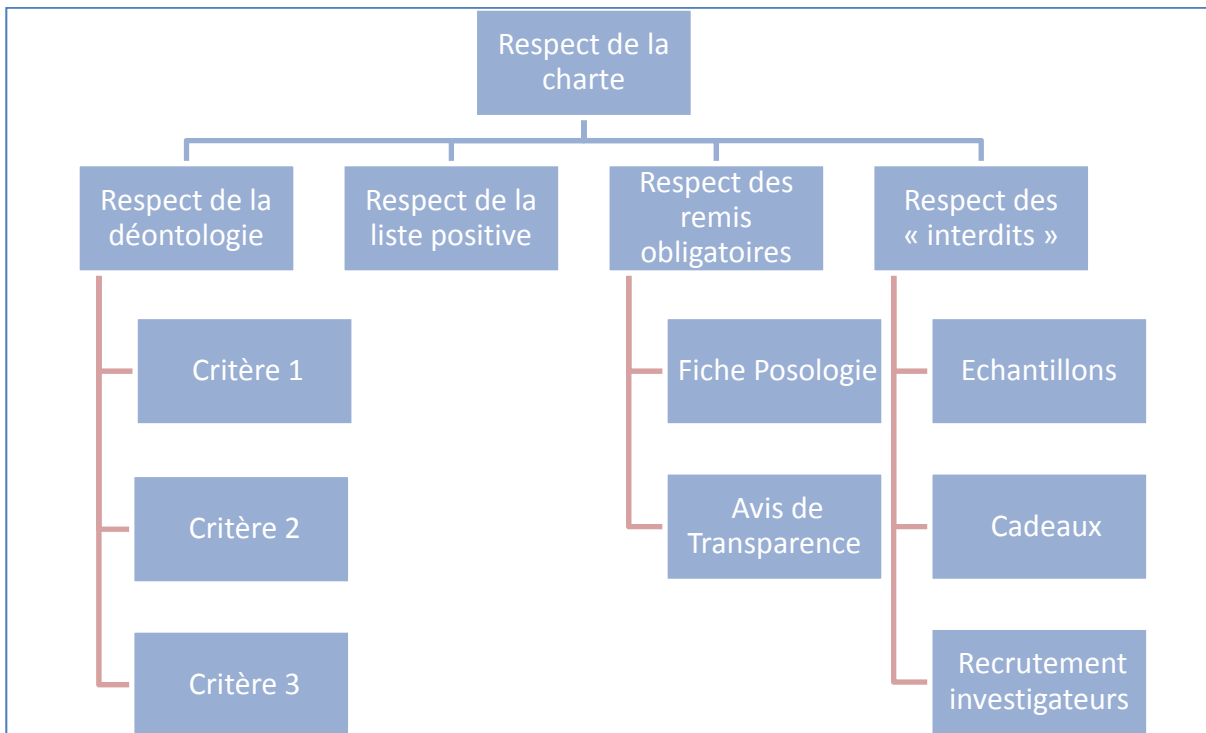 Respect de la
charte
Respect de la
déontologie
Respect de la
liste positive
Respect des
remis
obligatoires
Respect des
« interdits »
Critère 1
Critère 2
Critère 3
Fiche Posologie
Avis de
Transparence
Echantillons
Cadeaux
Recrutement
investigateurs